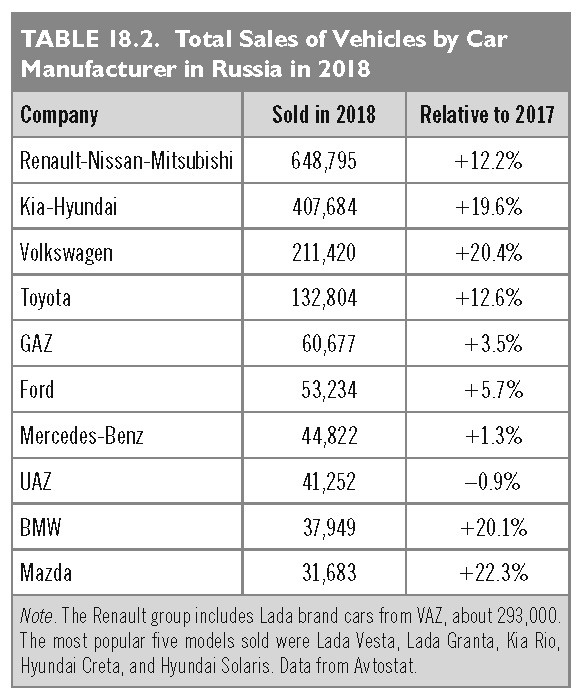 TABLE 18.2. Total Sales of Vehicles by Car
Manufacturer in Russia in 2018
Company Sold in 2018 Relative to 2017
Renault-Nissan-Mitsubishi 648,795 +12.2%
Kia-Hyundai 407,684 +19.6%
Volkswagen 211,420 +20.4%
Toyota 132,804 +12.6%
GAZ 60,677 +3.5%
Ford 53,234 +5.7%
Mercedes-Benz 44,822 +1.3%
UAZ 41,252 –0.9%
BMW 37,949 +20.1%
Mazda 31,683 +22.3%
Note. The Renault group includes Lada brand cars from VAZ, about 293,000.
The most popular five models sold were Lada Vesta, Lada Granta, Kia Rio,
Hyundai Creta, and Hyundai Solaris. Data from Avtostat.